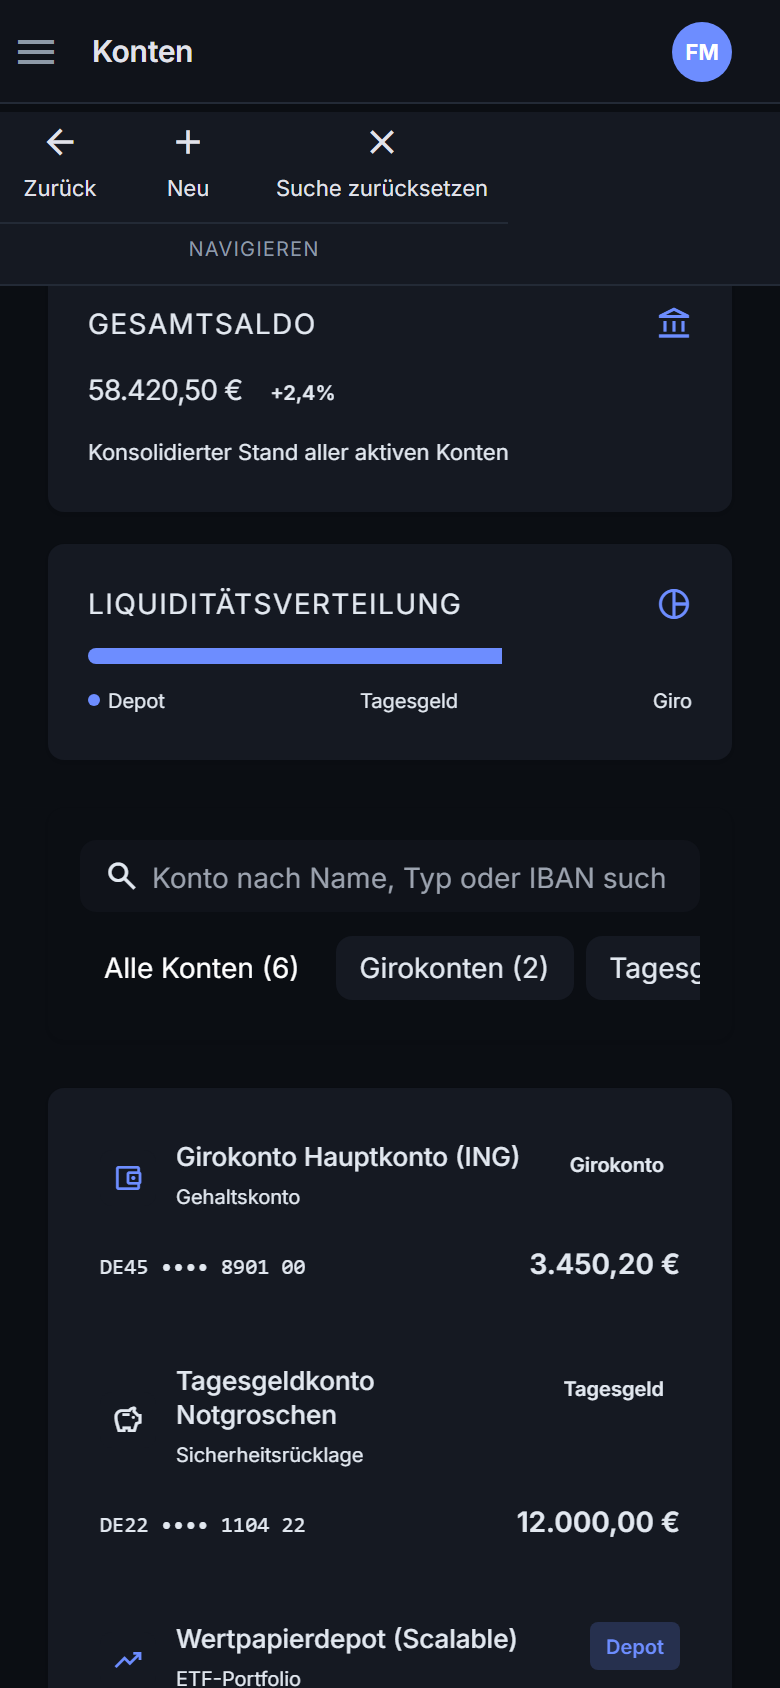 Konten
FM
Zurück
Neu
Suche zurücksetzen
NAVIGIEREN
GESAMTSALDO
58.420,50 € +2,4%
Konsolidierter Stand aller aktiven Konten
LIQUIDITÄTSVERTEILUNG
Depot
Tagesgeld
Giro
Konto nach Name, Typ oder IBAN such
Alle Konten (6)
Girokonten (2)
Tagesg
Girokonto Hauptkonto (ING)
Girokonto
Gehaltskonto
DE45 •••• 8901 00
3.450,20 €
Tagesgeldkonto
Notgroschen
Tagesgeld
Sicherheitsrücklage
DE22 •••• 1104 22
12.000,00 €
Wertpapierdepot (Scalable)
Depot
ETF-Portfolio